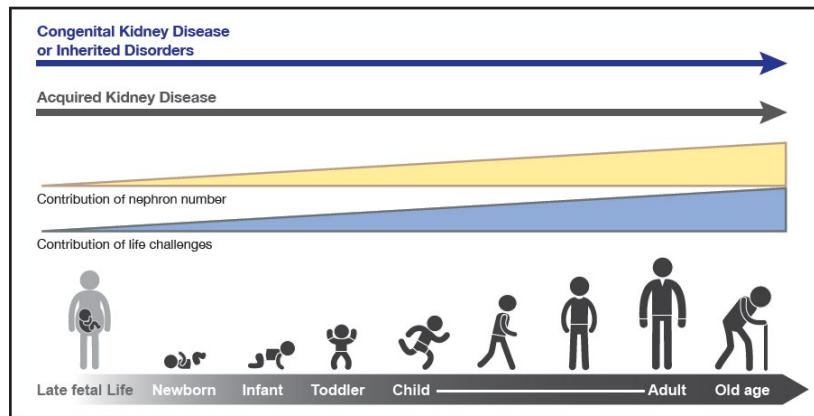 Congenital Kidney Disease
or Inherited Disorders
Acquired Kidney Disease
Contribution of nephron number
Contribution of life challenges
Late fetal Life Newborn Infant Toddler Child Adult Old age